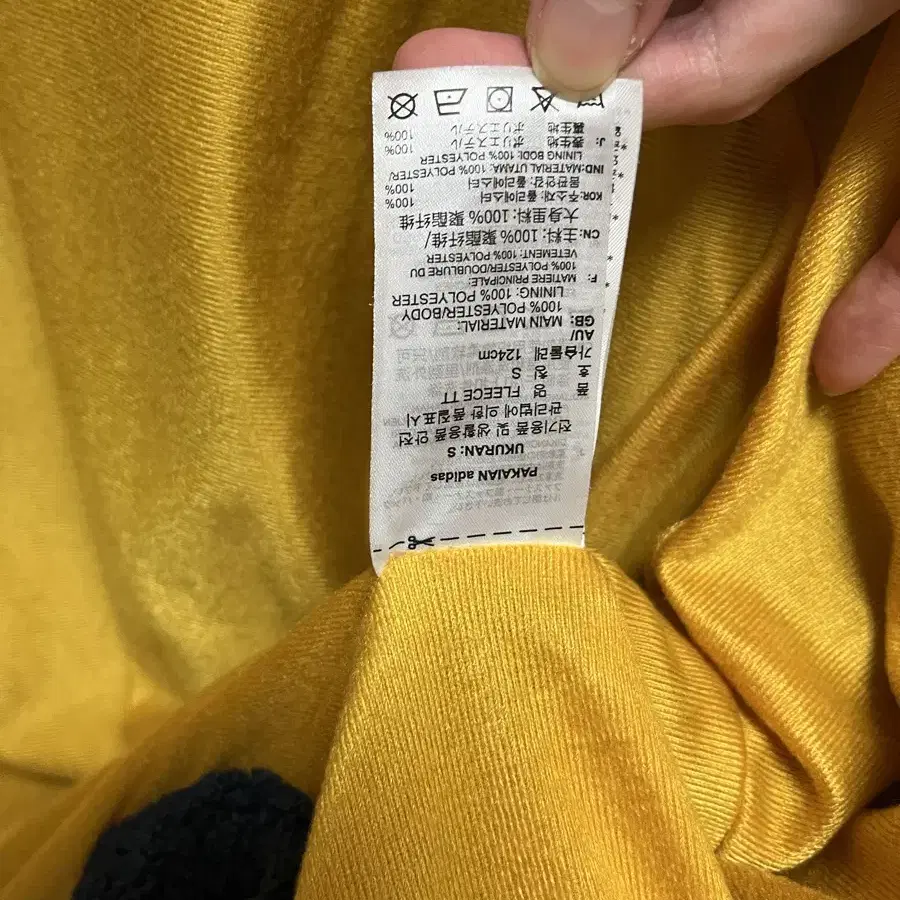 PAKAIAN adidas
UKURAN: S
전기용품 및 생활용품 안전
관리법에 의한 품질표시
품 명 FLEECE TT
호 칭 S
가슴둘레 124cm
AU/
GB: MAIN MATERIAL:
100% POLYESTER/BODY
LINING: 100% POLYESTER
F: MATIERE PRINCIPALE:
100% POLYESTER/DOUBLURE DU
VETEMENT: 100% POLYESTER
CN: 主料: 100% 聚酯纤维/
大身里料: 100% 聚酯纤维
KOR: 주소재: 폴리에스터 100%
몸판안감: 폴리에스터 100%
IND: MATERIAL UTAMA: 100% POLYESTER/
LINING BODI: 100% POLYESTER
J: 表生地 ポリエステル 100%
裏生地 ポリエステル 100%